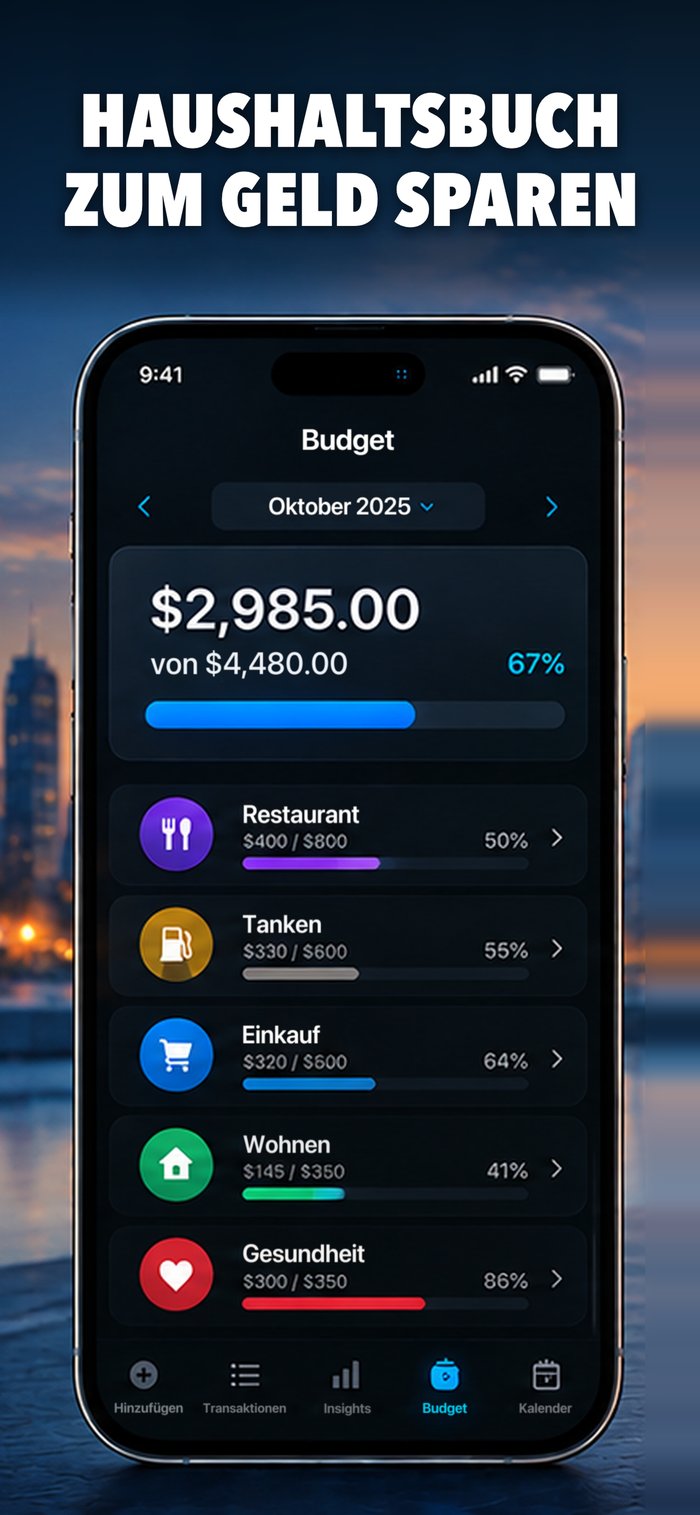 HAUSHALTSBUCH
ZUM GELD SPAREN
9:41
Budget
Oktober 2025
$2,985.00
von $4,480.00
67%
Restaurant
$400 / $800
50%
Tanken
$330 / $600
55%
Einkauf
$320 / $600
64%
Wohnen
$145 / $350
41%
Gesundheit
$300 / $350
86%
Hinzufügen
Transaktionen
Insights
Budget
Kalender